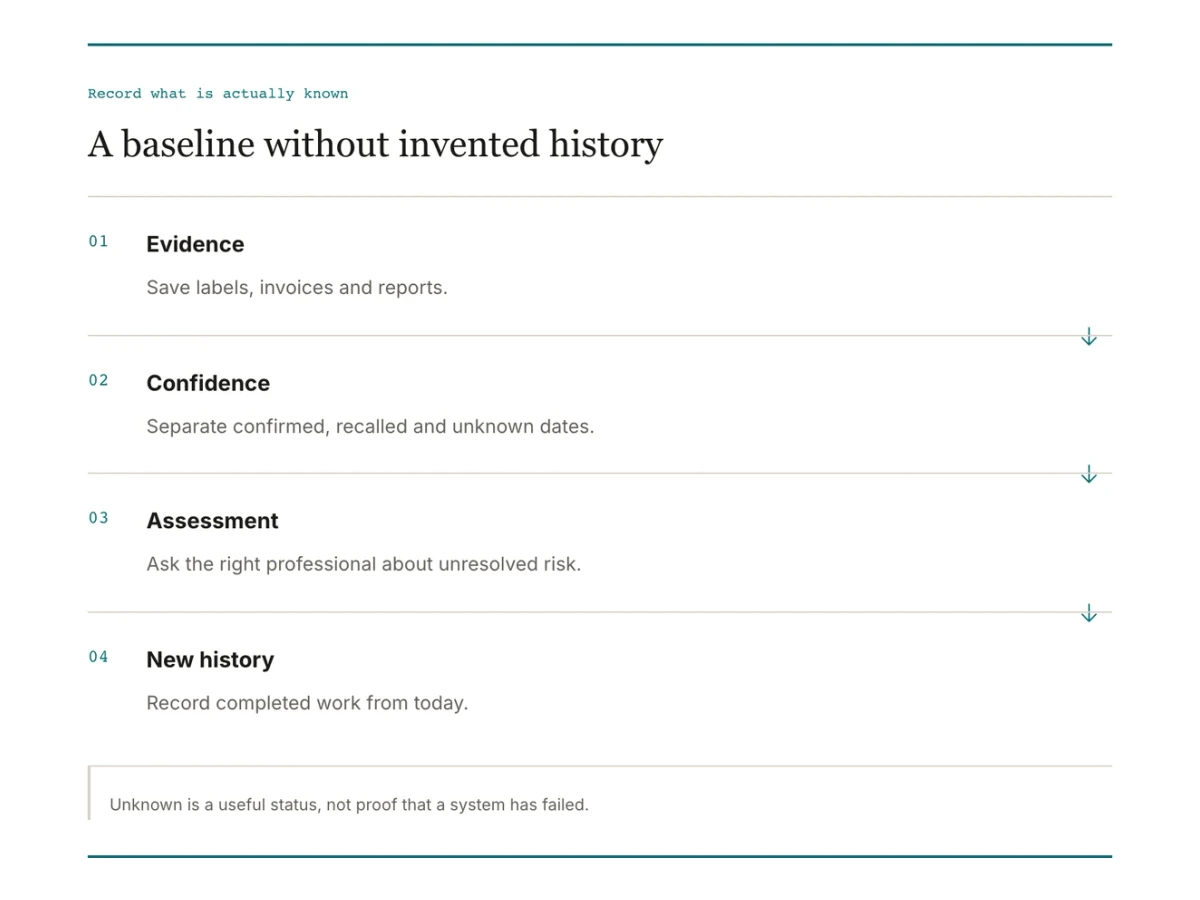 Record what is actually known
A baseline without invented history
01
Evidence
Save labels, invoices and reports.
02
Confidence
Separate confirmed, recalled and unknown dates.
03
Assessment
Ask the right professional about unresolved risk.
04
New history
Record completed work from today.
Unknown is a useful status, not proof that a system has failed.